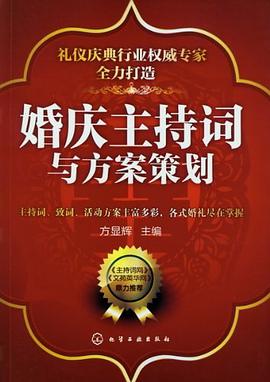 礼仪庆典行业权威专家
全力打造
婚庆主持词
与方案策划
主持词、致词、活动方案丰富多彩，各式婚礼尽在掌握
方显辉 主编
《主持词网》
《文苑英华网》
鼎力推荐
化学工业出版社